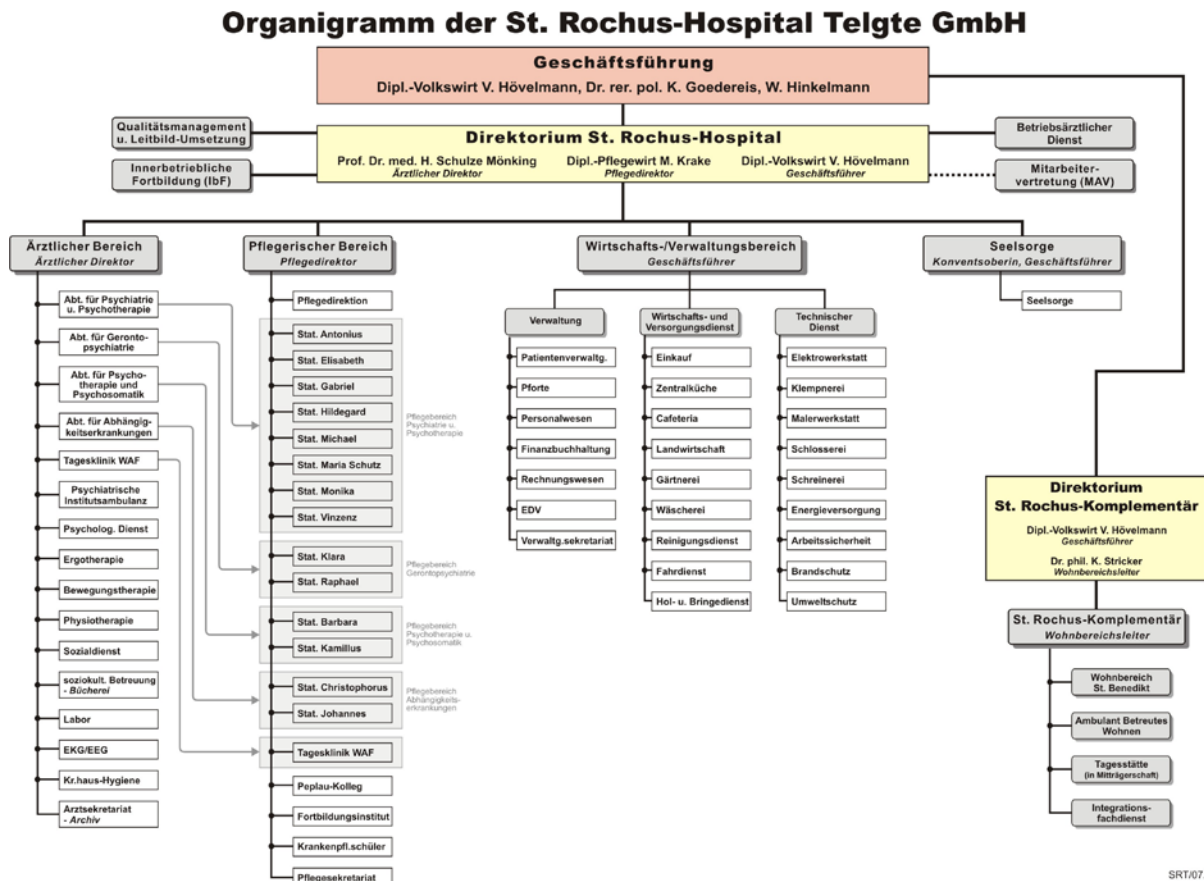 Organigramm der St. Rochus-Hospital Telgte GmbH
Geschäftsführung
Dipl.-Volkswirt V. Hövelmann, Dr. rer. pol. K. Goedereis, W. Hinkelmann
Qualitätsmanagement
u. Leitbild-Umsetzung
Innerbetriebliche
Fortbildung (IbF)
Direktorium St. Rochus-Hospital
Prof. Dr. med. H. Schulze Mönking
Ärztlicher Direktor
Dipl.-Pflegewirt M. Krake
Pflegedirektor
Dipl.-Volkswirt V. Hövelmann
Geschäftsführer
Betriebsärztlicher
Dienst
Mitarbeiter-
vertretung (MAV)
Ärztlicher Bereich
Ärztlicher Direktor
Abt. für Psychiatrie
u. Psychotherapie
Abt. für Geronto-
psychiatrie
Abt. für Psycho-
therapie und
Psychosomatik
Abt. für Abhängig-
keitserkrankungen
Tagesklinik WAF
Psychiatrische
Institutsambulanz
Psycholog. Dienst
Ergotherapie
Bewegungstherapie
Physiotherapie
Sozialdienst
soziokult. Betreuung
- Bücherei
Labor
EKG/EEG
Kr.haus-Hygiene
Arztsekretariat
- Archiv
Pflegerischer Bereich
Pflegedirektor
Pflegedirektion
Stat. Antonius
Stat. Elisabeth
Stat. Gabriel
Stat. Hildegard
Stat. Michael
Stat. Maria Schutz
Stat. Monika
Stat. Vinzenz
Pflegebereich
Psychiatrie u.
Psychotherapie
Stat. Klara
Stat. Raphael
Pflegebereich
Gerontopsychiatrie
Stat. Barbara
Stat. Kamillus
Pflegebereich
Psychotherapie u.
Psychosomatik
Stat. Christophorus
Stat. Johannes
Pflegebereich
Abhängigkeits-
erkrankungen
Tagesklinik WAF
Peplau-Kolleg
Fortbildungsinstitut
Krankenpfl.schüler
Pflegesekretariat
Wirtschafts-/Verwaltungsbereich
Geschäftsführer
Verwaltung
Patientenverwaltg.
Pforte
Personalwesen
Finanzbuchhaltung
Rechnungswesen
EDV
Verwaltg.sekretariat
Wirtschafts- und
Versorgungsdienst
Einkauf
Zentralküche
Cafeteria
Landwirtschaft
Gärtnerei
Wäscherei
Reinigungsdienst
Fahrdienst
Hol- u. Bringedienst
Technischer
Dienst
Elektrowerkstatt
Klempnerei
Malerwerkstatt
Schlosserei
Schreinerei
Energieversorgung
Arbeitssicherheit
Brandschutz
Umweltschutz
Seelsorge
Konventsoberin, Geschäftsführer
Seelsorge
Direktorium
St. Rochus-Komplementär
Dipl.-Volkswirt V. Hövelmann
Geschäftsführer
Dr. phil. K. Stricker
Wohnbereichsleiter
St. Rochus-Komplementär
Wohnbereichsleiter
Wohnbereich
St. Benedikt
Ambulant Betreutes
Wohnen
Tagesstätte
(in Mitträgerschaft)
Integrations-
fachdienst
SRT/07